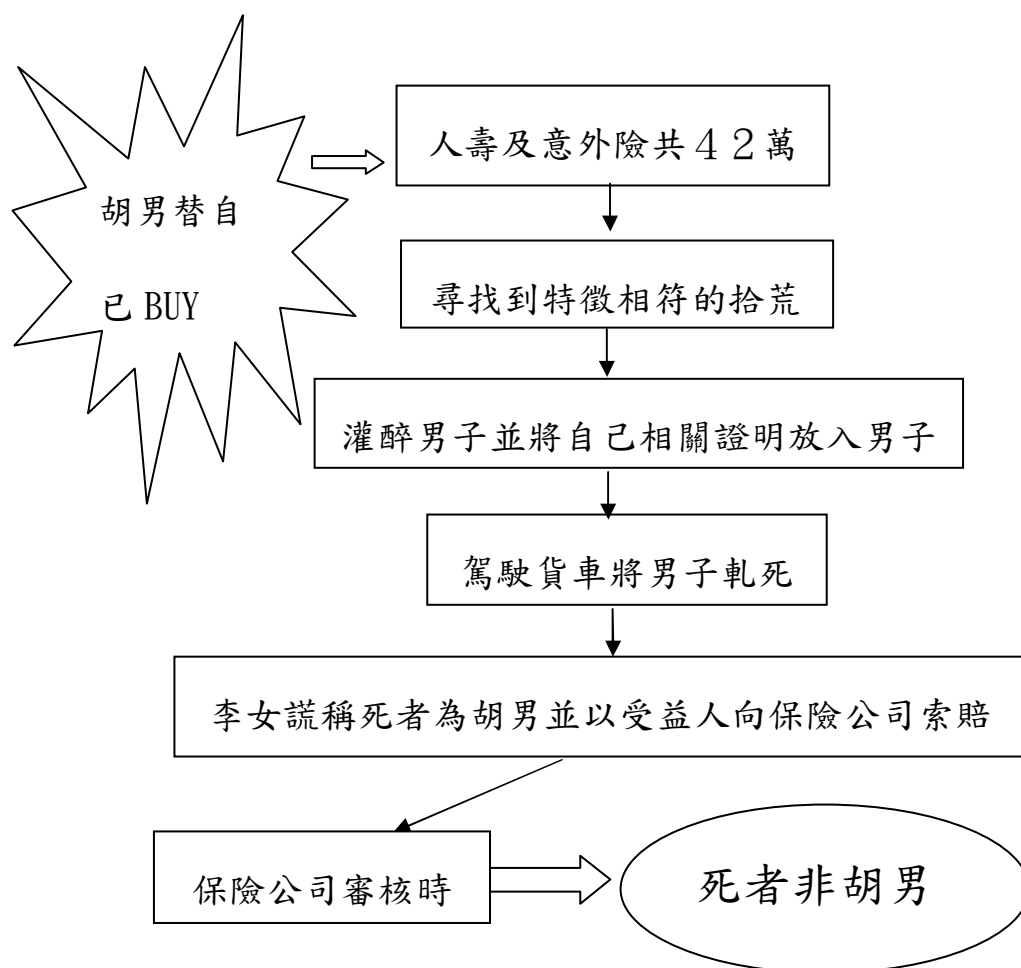 胡男替自
己 BUY
人壽及意外險共４２萬
尋找到特徵相符的拾荒
灌醉男子並將自己相關證明放入男子
駕駛貨車將男子軋死
李女謊稱死者為胡男並以受益人向保險公司索賠
保險公司審核時
死者非胡男